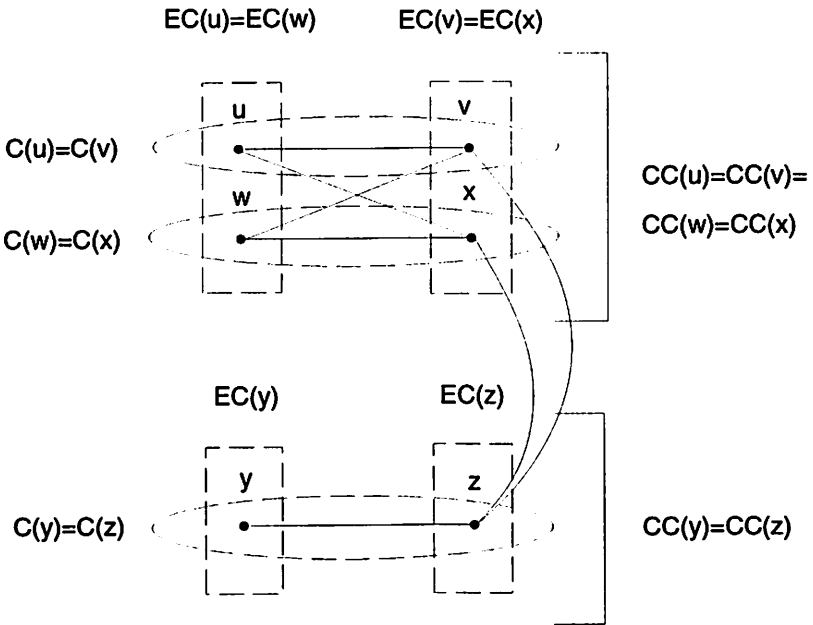 EC(u)=EC(w) EC(v)=EC(x)
u v
C(u)=C(v)
CC(u)=CC(v)=
w x
CC(w)=CC(x)
C(w)=C(x)
EC(y) EC(z)
y z
C(y)=C(z)
CC(y)=CC(z)